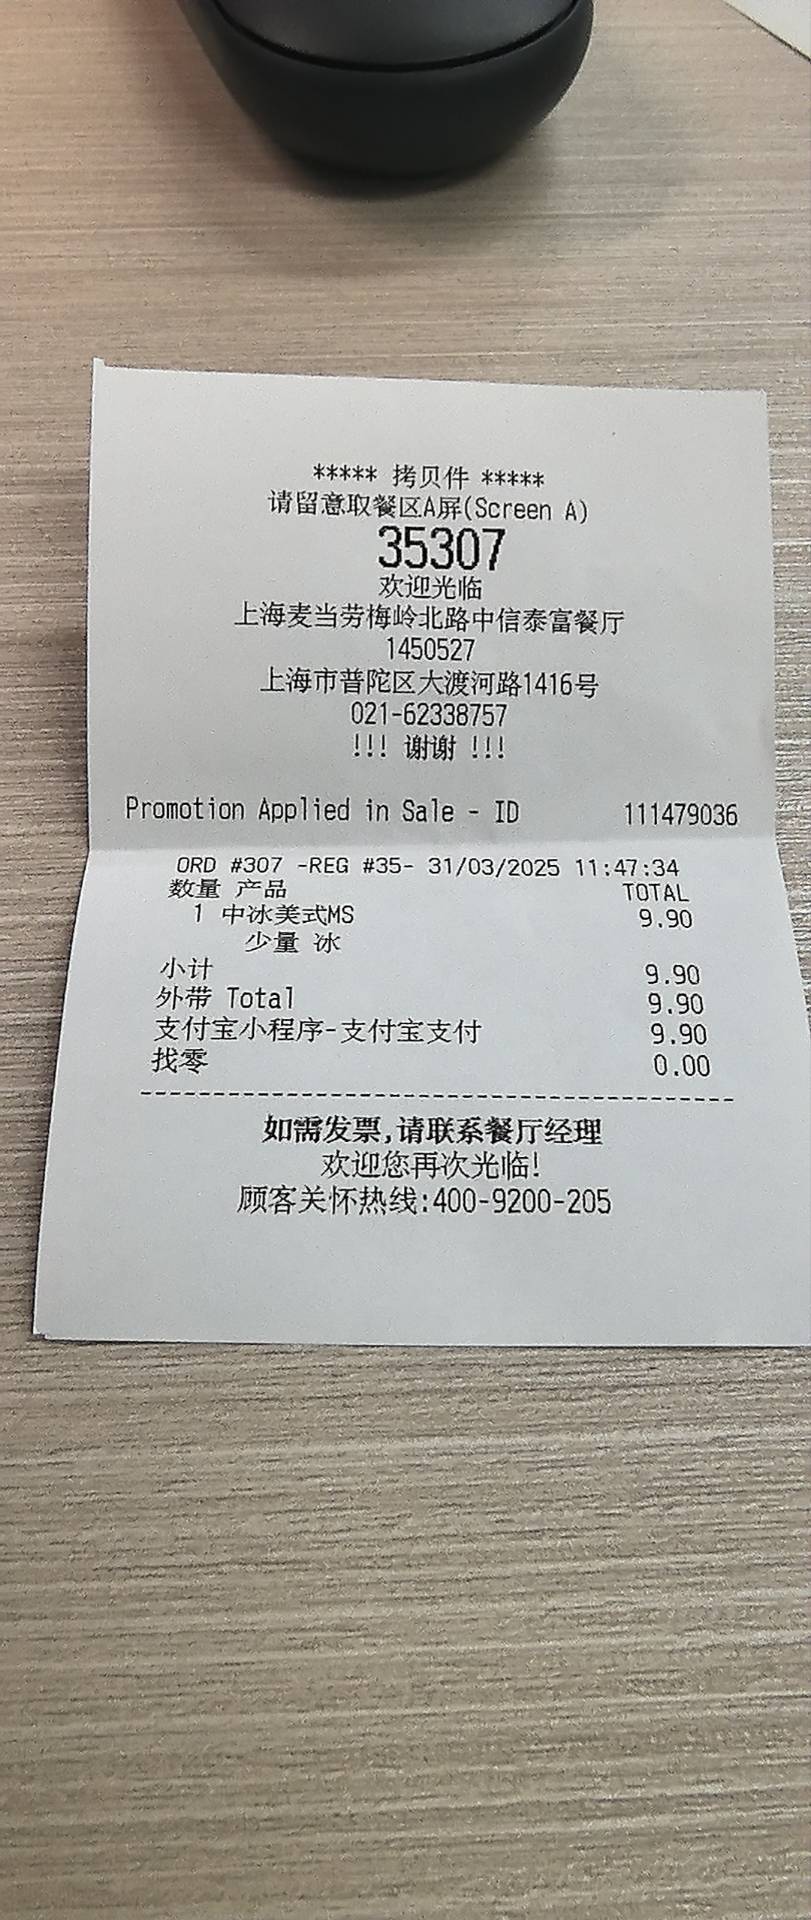 ***** 拷贝件 *****
请留意取餐区A屏(Screen A)
35307
欢迎光临
上海麦当劳梅岭北路中信泰富餐厅
1450527
上海市普陀区大渡河路1416号
021-62338757
!!! 谢谢 !!!
Promotion Applied in Sale - ID 111479036
ORD #307 -REG #35- 31/03/2025 11:47:34
数量 产品 TOTAL
1 中冰美式MS 9.90
少量 冰
小计 9.90
外带 Total 9.90
支付宝小程序-支付宝支付 9.90
找零 0.00
如需发票,请联系餐厅经理
欢迎您再次光临!
顾客关怀热线:400-9200-205